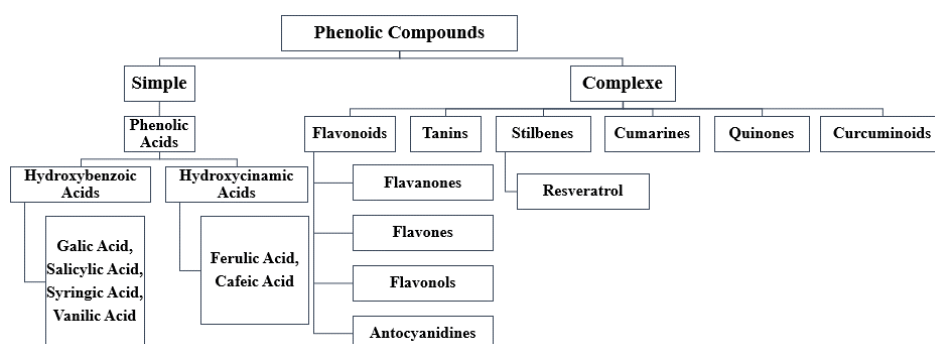 Phenolic Compounds
Simple
Complexe
Phenolic
Acids
Flavonoids
Tanins
Stilbenes
Cumarines
Quinones
Curcuminoids
Hydroxybenzoic
Acids
Hydroxycinamic
Acids
Flavanones
Resveratrol
Galic Acid,
Salicylic Acid,
Syringic Acid,
Vanilic Acid
Ferulic Acid,
Cafeic Acid
Flavones
Flavonols
Antocyanidines